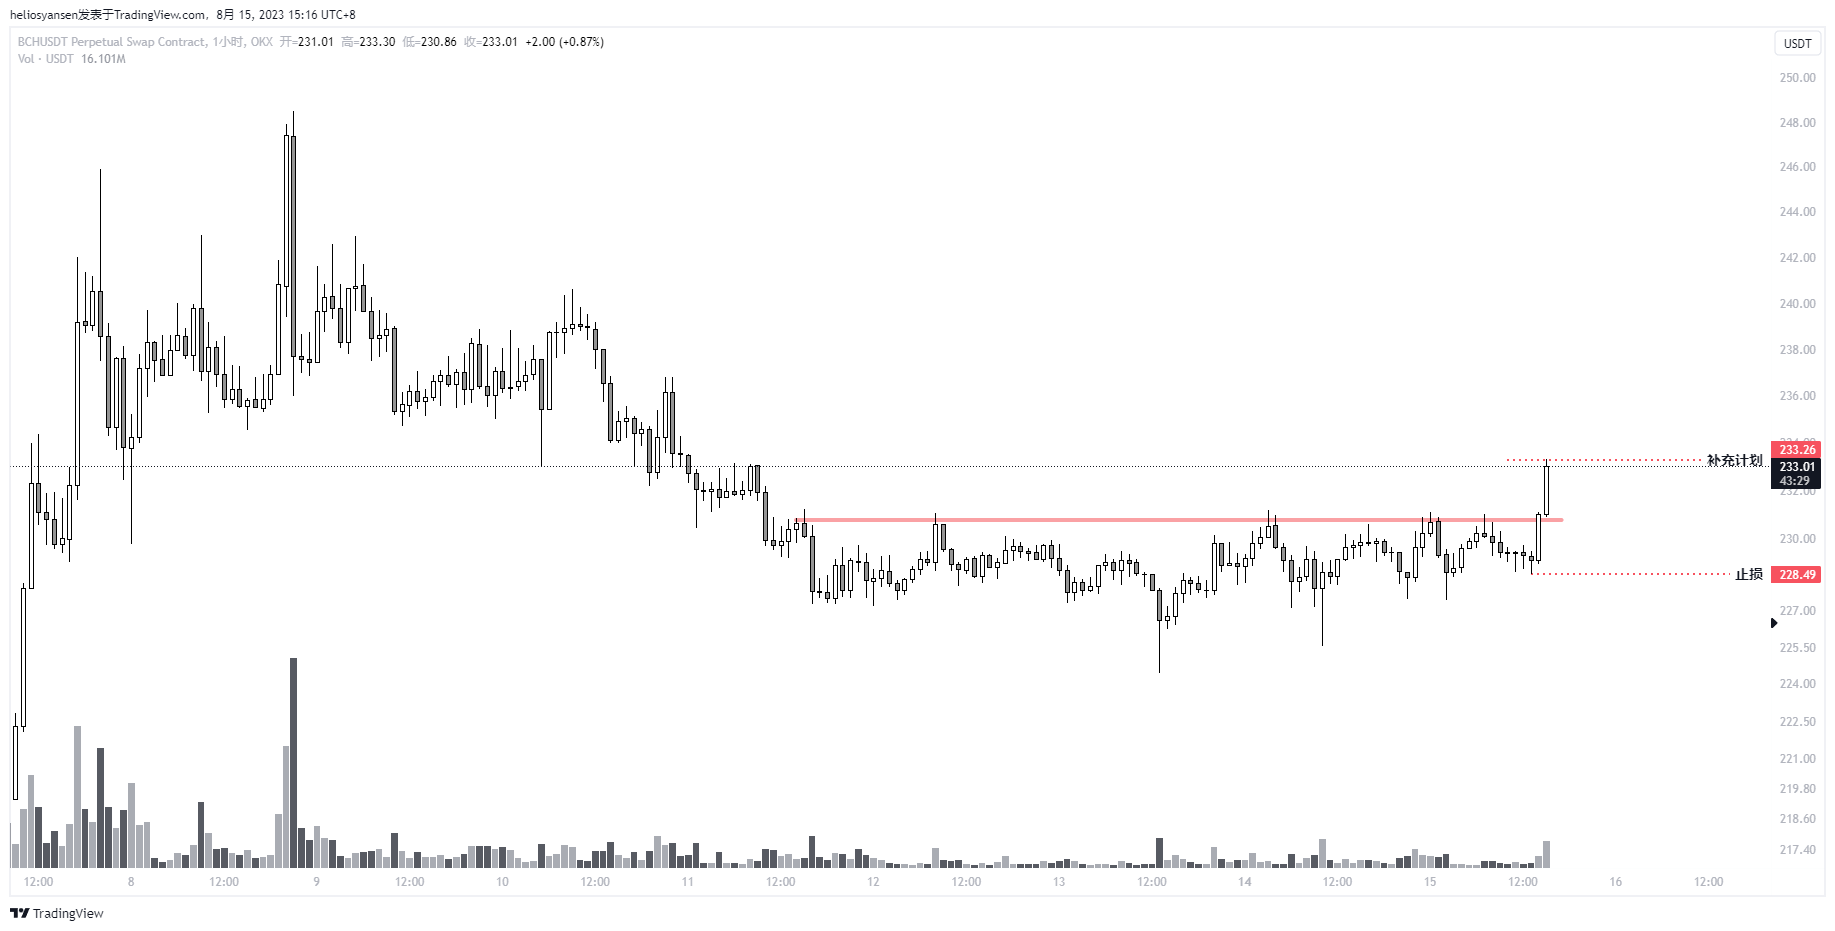 heliosyansen发表于TradingView.com, 8月 15, 2023 15:16 UTC+8
BCHUSDT Perpetual Swap Contract, 1小时, OKX 开=231.01 高=233.30 低=230.86 收=233.01 +2.00 (+0.87%)
Vol · USDT 16.101M
USDT
250.00
248.00
246.00
244.00
242.00
240.00
238.00
236.00
234.00
补充计划 233.26
233.01
43:29
232.00
230.00
止损 228.49
227.00
225.50
224.00
222.50
221.00
219.80
218.60
217.40
12:00 8 12:00 9 12:00 10 12:00 11 12:00 12 12:00 13 12:00 14 12:00 15 12:00 16 12:00
TradingView